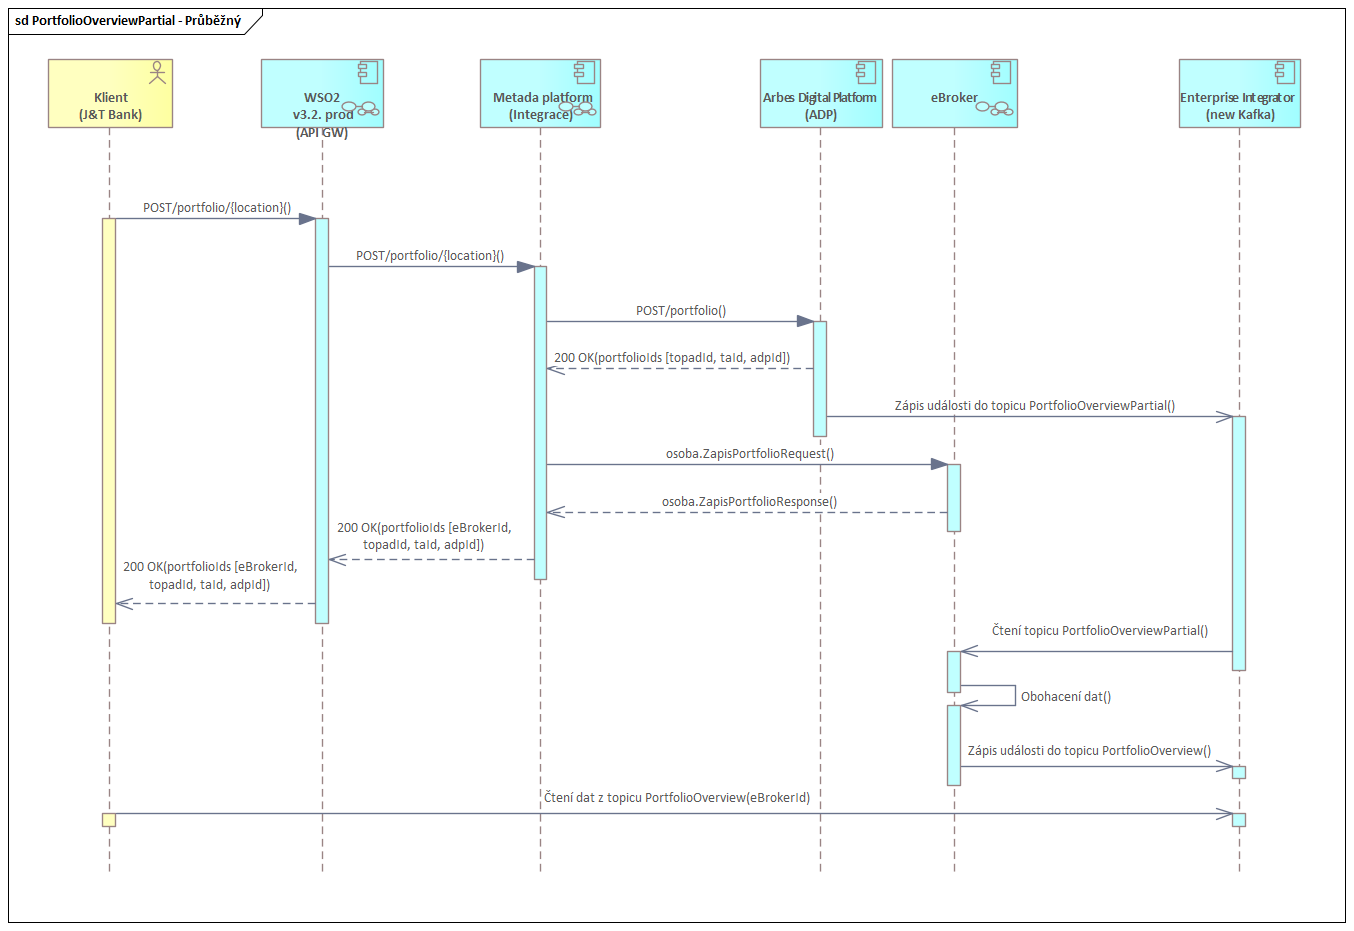 sd PortfolioOverviewPartial - Průběžný
Klient
(J&T Bank)
WSO2
v3.2. prod
(API GW)
Metada platform
(Integrace)
Arbes Digital Platform
(ADP)
eBroker
Enterprise Integrator
(new Kafka)
POST/portfolio/{location}()
POST/portfolio/{location}()
POST/portfolio()
200 OK(portfolioIds [topadId, taId, adpId])
Zápis události do topicu PortfolioOverviewPartial()
osoba.ZapisPortfolioRequest()
osoba.ZapisPortfolioResponse()
200 OK(portfolioIds [eBrokerId,
topadId, taId, adpId])
200 OK(portfolioIds [eBrokerId,
topadId, taId, adpId])
Čtení topicu PortfolioOverviewPartial()
Obohacení dat()
Zápis události do topicu PortfolioOverview()
Čtení dat z topicu PortfolioOverview(eBrokerId)